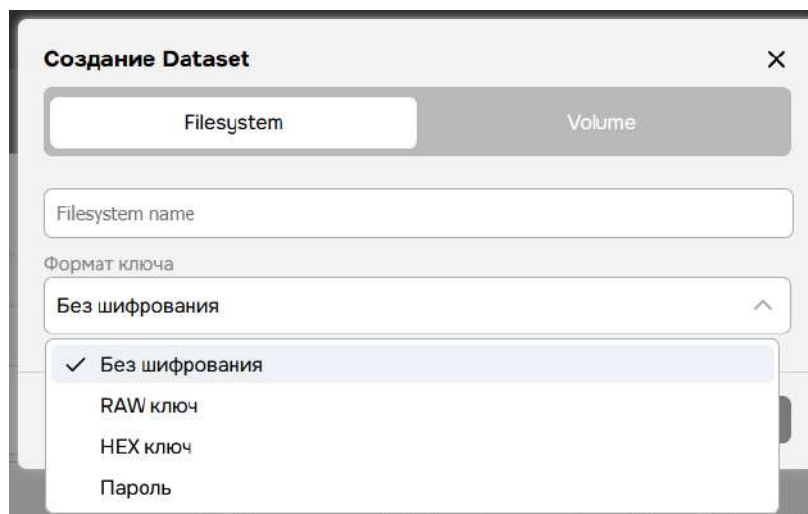 Создание Dataset
Filesystem Volume
Filesystem name
Формат ключа
Без шифрования
Без шифрования
RAW ключ
HEX ключ
Пароль